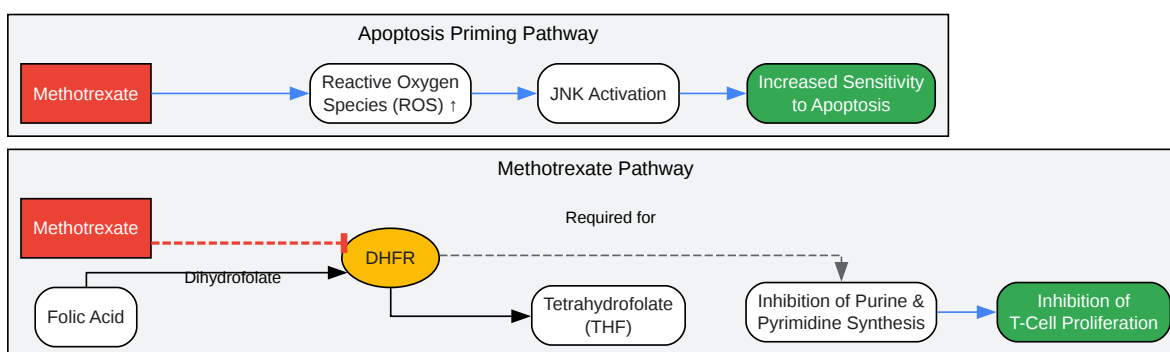 Apoptosis Priming Pathway
Methotrexate
Reactive Oxygen
Species (ROS) ↑
JNK Activation
Increased Sensitivity
to Apoptosis
Methotrexate Pathway
Methotrexate
Required for
DHFR
Dihydrofolate
Folic Acid
Tetrahydrofolate
(THF)
Inhibition of Purine &
Pyrimidine Synthesis
Inhibition of
T-Cell Proliferation